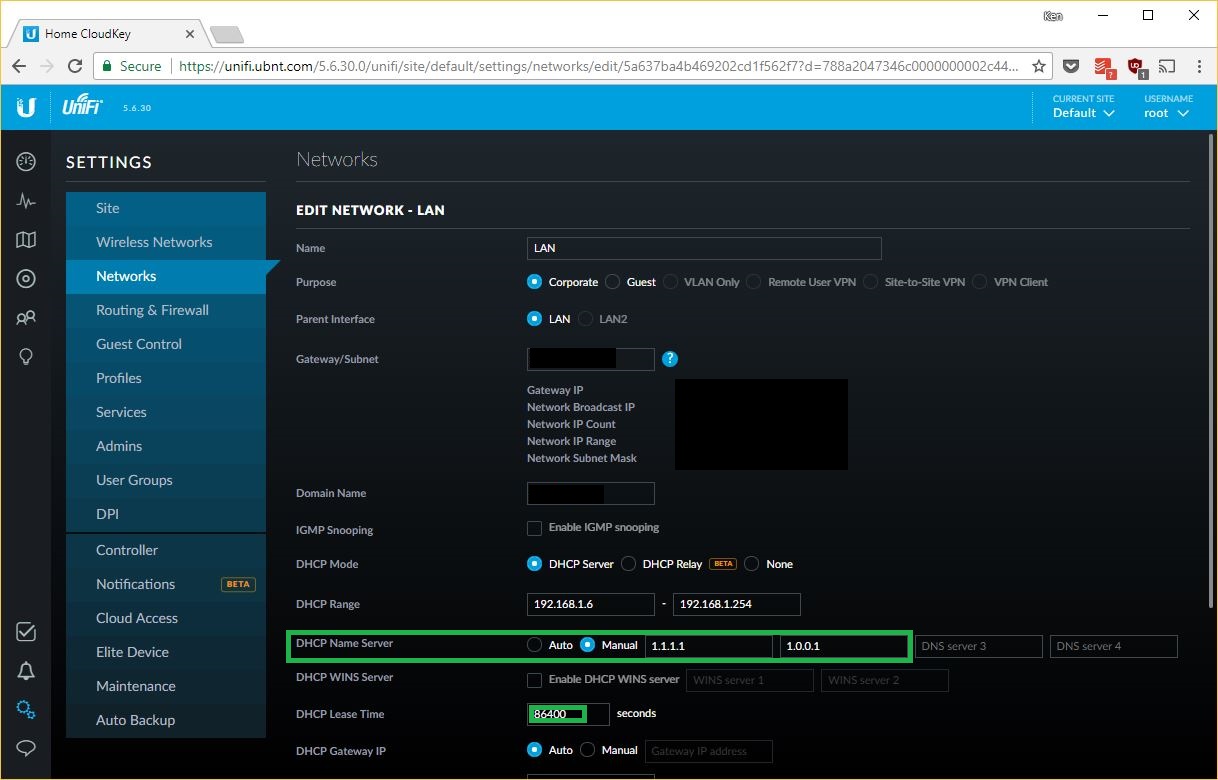 Ken
Home CloudKey
Secure https://unifi.ubnt.com/5.6.30.0/unifi/site/default/settings/networks/edit/5a637ba4b469202cd1f562f7?d=788a2047346c0000000002c44...
UniFi 5.6.30
CURRENT SITE USERNAME
Default root
SETTINGS
Site
Wireless Networks
Networks
Routing & Firewall
Guest Control
Profiles
Services
Admins
User Groups
DPI
Controller
Notifications BETA
Cloud Access
Elite Device
Maintenance
Auto Backup
Networks
EDIT NETWORK - LAN
Name LAN
Purpose Corporate Guest VLAN Only Remote User VPN Site-to-Site VPN VPN Client
Parent Interface LAN LAN2
Gateway/Subnet ?
Gateway IP
Network Broadcast IP
Network IP Count
Network IP Range
Network Subnet Mask
Domain Name
IGMP Snooping Enable IGMP snooping
DHCP Mode DHCP Server DHCP Relay BETA None
DHCP Range 192.168.1.6 - 192.168.1.254
DHCP Name Server Auto Manual 1.1.1.1 1.0.0.1 DNS server 3 DNS server 4
DHCP WINS Server Enable DHCP WINS server WINS server 1 WINS server 2
DHCP Lease Time 86400 seconds
DHCP Gateway IP Auto Manual Gateway IP address